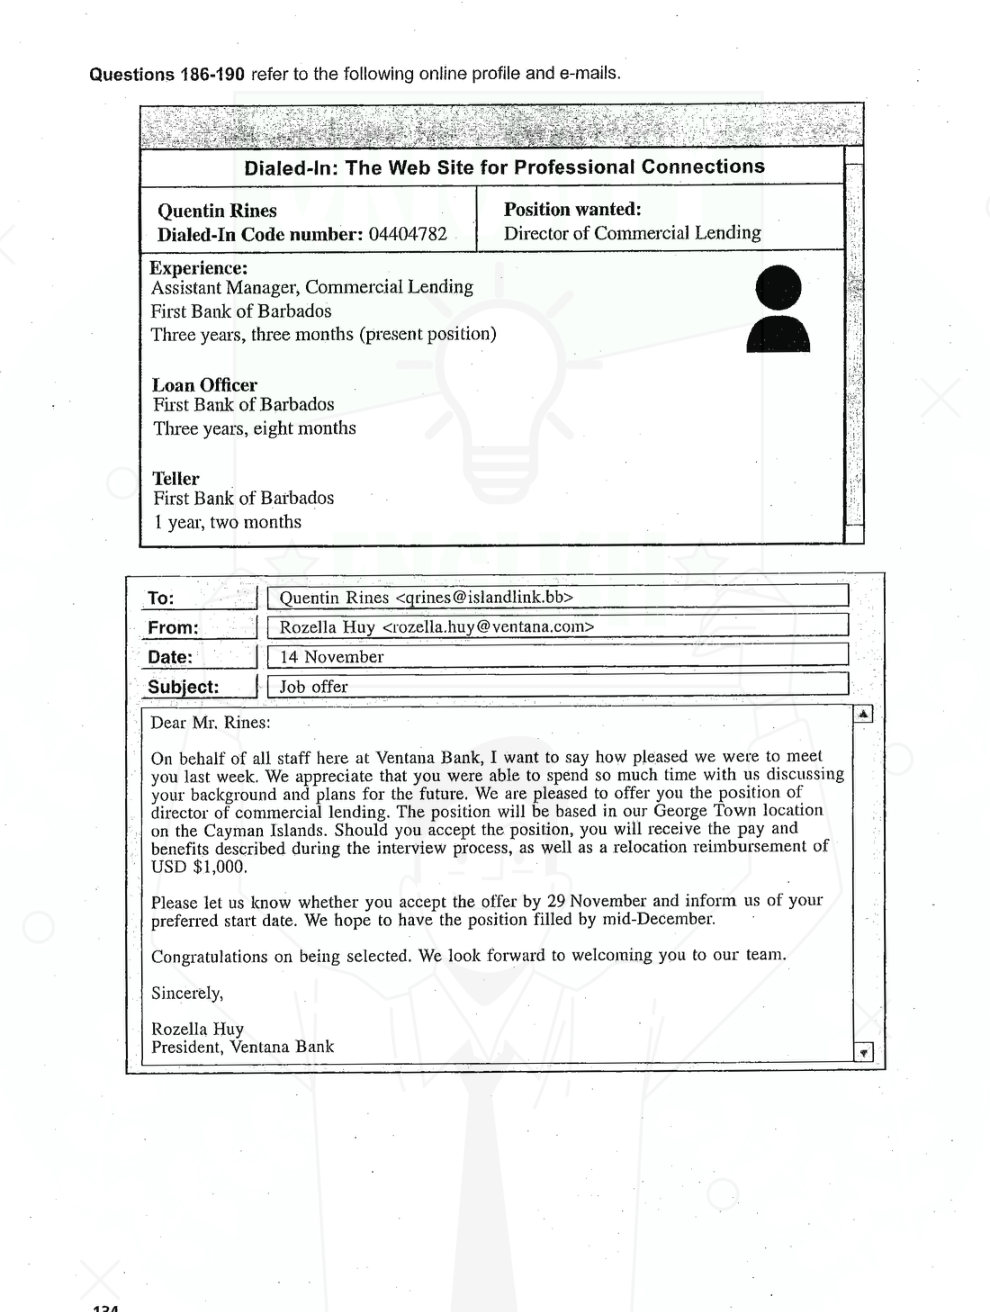 Questions 186-190 refer to the following online profile and e-mails.
Dialed-In: The Web Site for Professional Connections
Quentin Rines
Dialed-In Code number: 04404782
Position wanted:
Director of Commercial Lending
Experience:
Assistant Manager, Commercial Lending
First Bank of Barbados
Three years, three months (present position)
Loan Officer
First Bank of Barbados
Three years, eight months
Teller
First Bank of Barbados
1 year, two months
To: Quentin Rines <qrines@islandlink.bb>
From: Rozella Huy <rozella.huy@ventana.com>
Date: 14 November
Subject: Job offer
Dear Mr. Rines:
On behalf of all staff here at Ventana Bank, I want to say how pleased we were to meet
you last week. We appreciate that you were able to spend so much time with us discussing
your background and plans for the future. We are pleased to offer you the position of
director of commercial lending. The position will be based in our George Town location
on the Cayman Islands. Should you accept the position, you will receive the pay and
benefits described during the interview process, as well as a relocation reimbursement of
USD $1,000.
Please let us know whether you accept the offer by 29 November and inform us of your
preferred start date. We hope to have the position filled by mid-December.
Congratulations on being selected. We look forward to welcoming you to our team.
Sincerely,
Rozella Huy
President, Ventana Bank
134